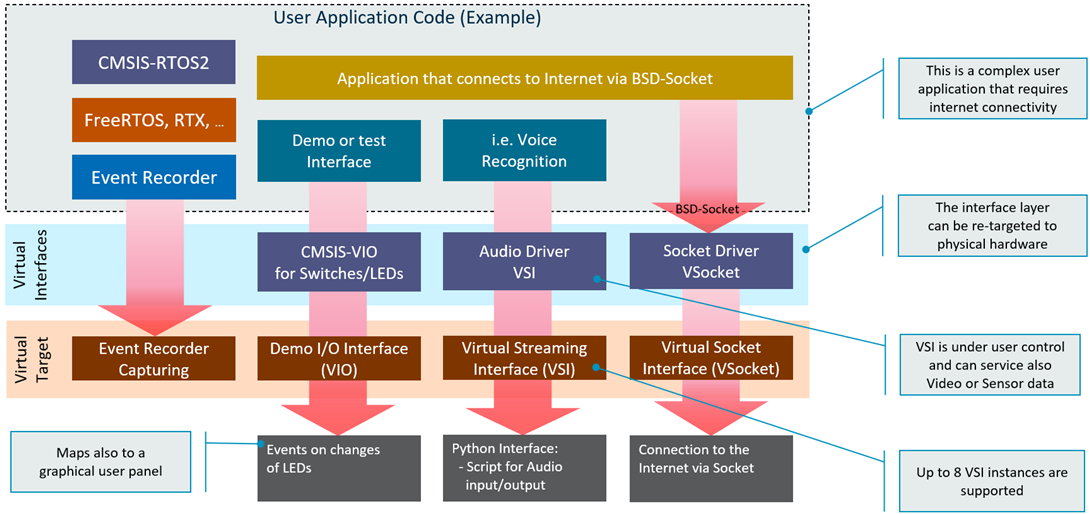 User Application Code (Example)
CMSIS-RTOS2
FreeRTOS, RTX, ...
Event Recorder
Application that connects to Internet via BSD-Socket
Demo or test
Interface
i.e. Voice
Recognition
BSD-Socket
This is a complex user
application that requires
internet connectivity
Virtual
Interfaces
CMSIS-VIO
for Switches/LEDs
Audio Driver
VSI
Socket Driver
VSocket
The interface layer
can be re-targeted to
physical hardware
Virtual
Target
Event Recorder
Capturing
Demo I/O Interface
(VIO)
Virtual Streaming
Interface (VSI)
Virtual Socket
Interface (VSocket)
VSI is under user control
and can service also
Video or Sensor data
Maps also to a
graphical user panel
Events on changes
of LEDs
Python Interface:
- Script for Audio
input/output
Connection to the
Internet via Socket
Up to 8 VSI instances are
supported